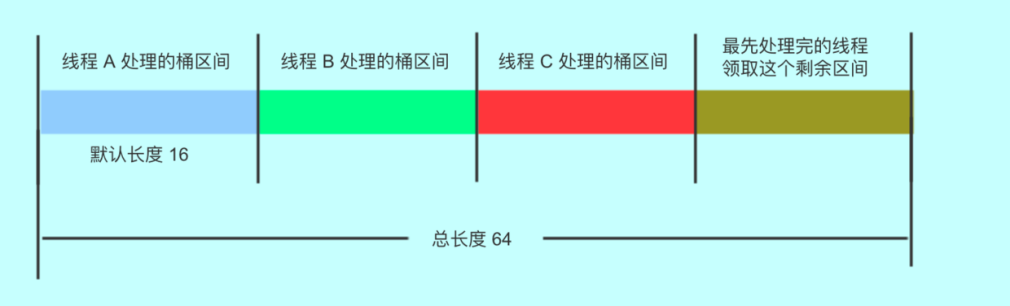 线程 A 处理的桶区间
线程 B 处理的桶区间
线程 C 处理的桶区间
最先处理完的线程
领取这个剩余区间
默认长度 16
总长度 64